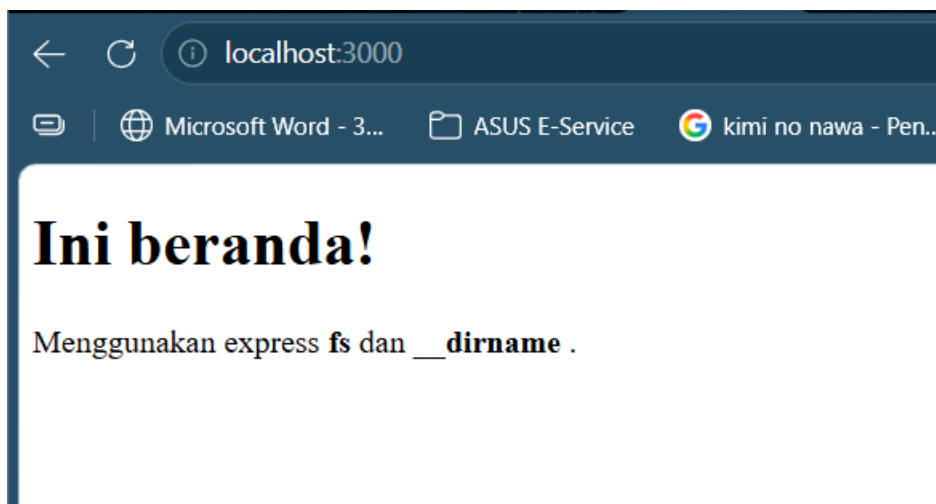 localhost:3000
Microsoft Word - 3...
ASUS E-Service
kimi no nawa - Pen...
Ini beranda!
Menggunakan express fs dan __dirname .